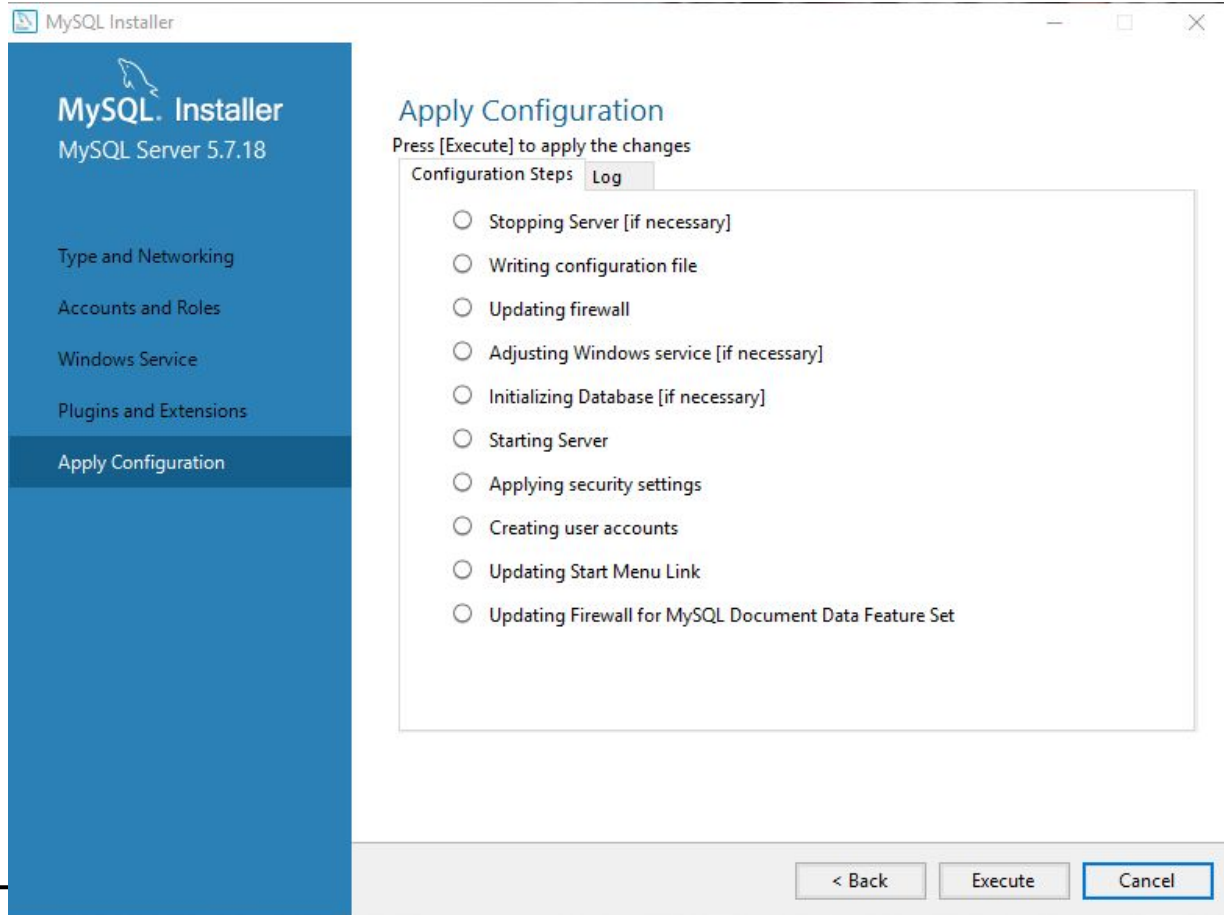 MySQL Installer
MySQL. Installer
MySQL Server 5.7.18
Type and Networking
Accounts and Roles
Windows Service
Plugins and Extensions
Apply Configuration
Apply Configuration
Press [Execute] to apply the changes
Configuration Steps Log
Stopping Server [if necessary]
Writing configuration file
Updating firewall
Adjusting Windows service [if necessary]
Initializing Database [if necessary]
Starting Server
Applying security settings
Creating user accounts
Updating Start Menu Link
Updating Firewall for MySQL Document Data Feature Set
< Back Execute Cancel